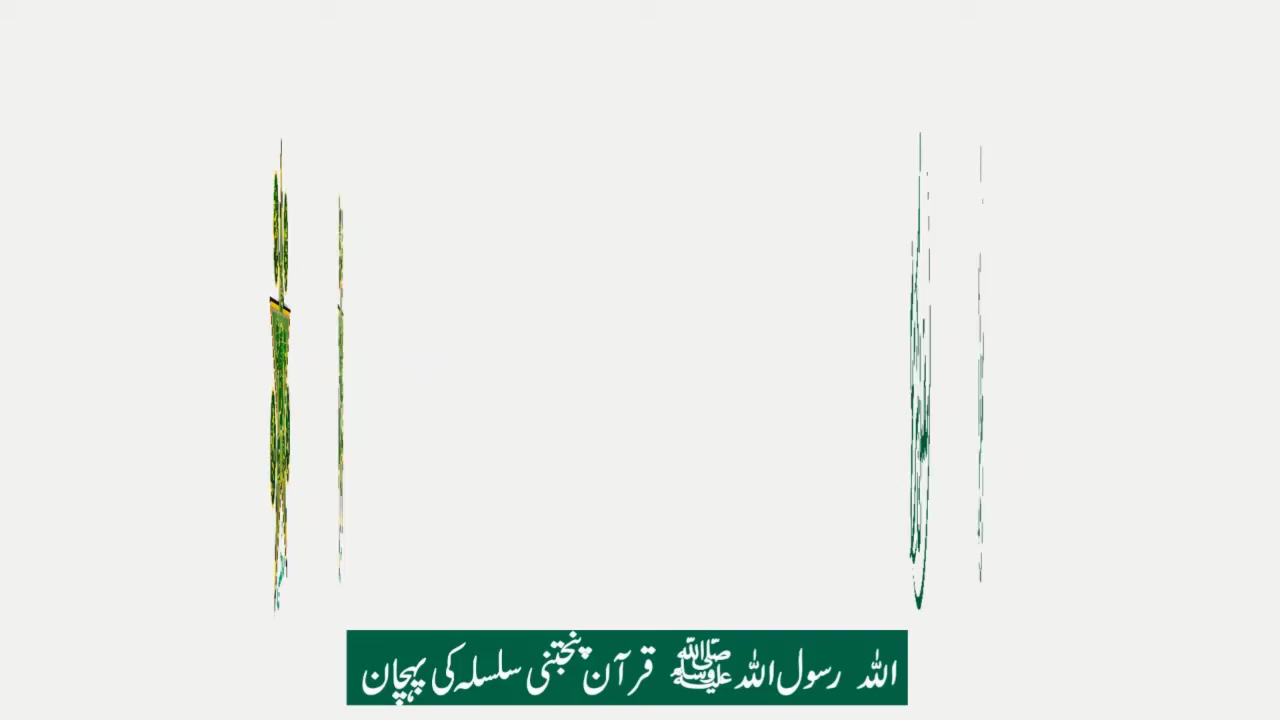 اللہ رسول اللہ ﷺ قرآن پنجتنی سلسلہ کی پہچان